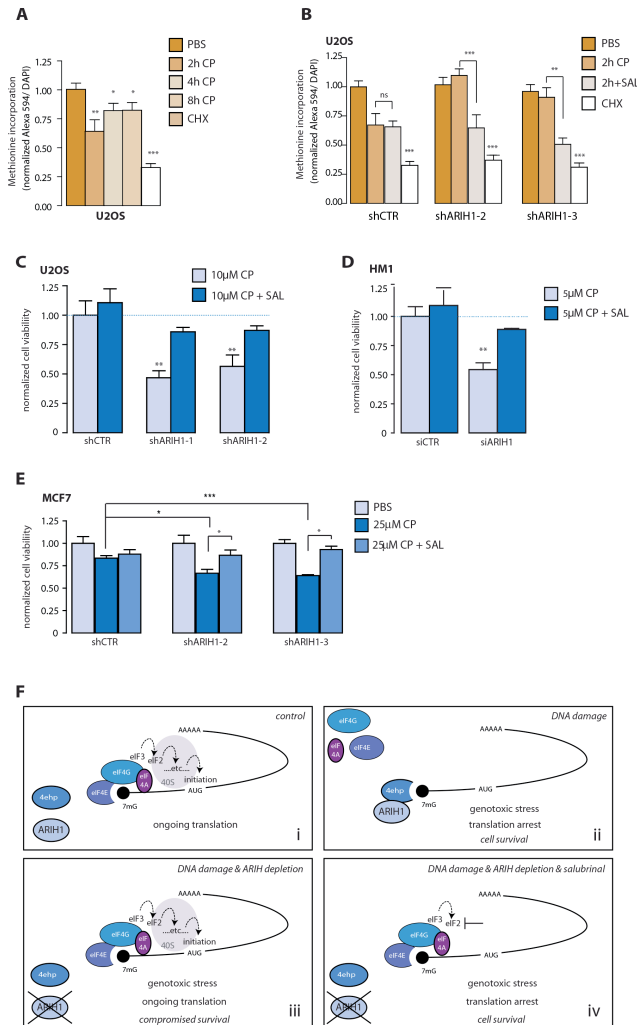 A
PBS
2h CP
4h CP
8h CP
CHX
Methionine incorporation
(normalized Alexa 594/ DAPI)
1.25
1.00
0.75
0.50
0.25
0.00
**
*
*
***
U2OS
B
U2OS
PBS
2h CP
2h+SAL
CHX
Methionine incorporation
(normalized Alexa 594/ DAPI)
1.25
1.00
0.75
0.50
0.25
0.00
ns
***
***
***
**
***
shCTR
shARIH1-2
shARIH1-3
C
U2OS
10µM CP
10µM CP + SAL
normalized cell viability
1.25
1.00
0.75
0.50
0.25
0
**
**
shCTR
shARIH1-1
shARIH1-2
D
HM1
5µM CP
5µM CP + SAL
normalized cell viability
1.25
1.00
0.75
0.50
0.25
0
**
siCTR
siARIH1
E
MCF7
PBS
25µM CP
25µM CP + SAL
normalized cell viability
1.25
1.00
0.75
0.50
0.25
0
***
*
*
*
shCTR
shARIH1-2
shARIH1-3
F
control
AAAAA
eIF3
eIF2
....etc....
40S
initiation
eIF4G
eIF
4A
eIF4E
7mG
AUG
4ehp
ARIH1
ongoing translation
i
DNA damage
eIF4G
eIF
4A
eIF4E
AAAAA
4ehp
ARIH1
7mG
AUG
genotoxic stress
translation arrest
cell survival
ii
DNA damage & ARIH depletion
AAAAA
eIF3
eIF2
....etc....
40S
initiation
eIF4G
eIF
4A
eIF4E
7mG
AUG
4ehp
ARIH1
genotoxic stress
ongoing translation
compromised survival
iii
DNA damage & ARIH depletion & salubrinal
AAAAA
eIF3
eIF2
eIF4G
eIF
4A
eIF4E
7mG
AUG
4ehp
ARIH1
genotoxic stress
translation arrest
cell survival
iv